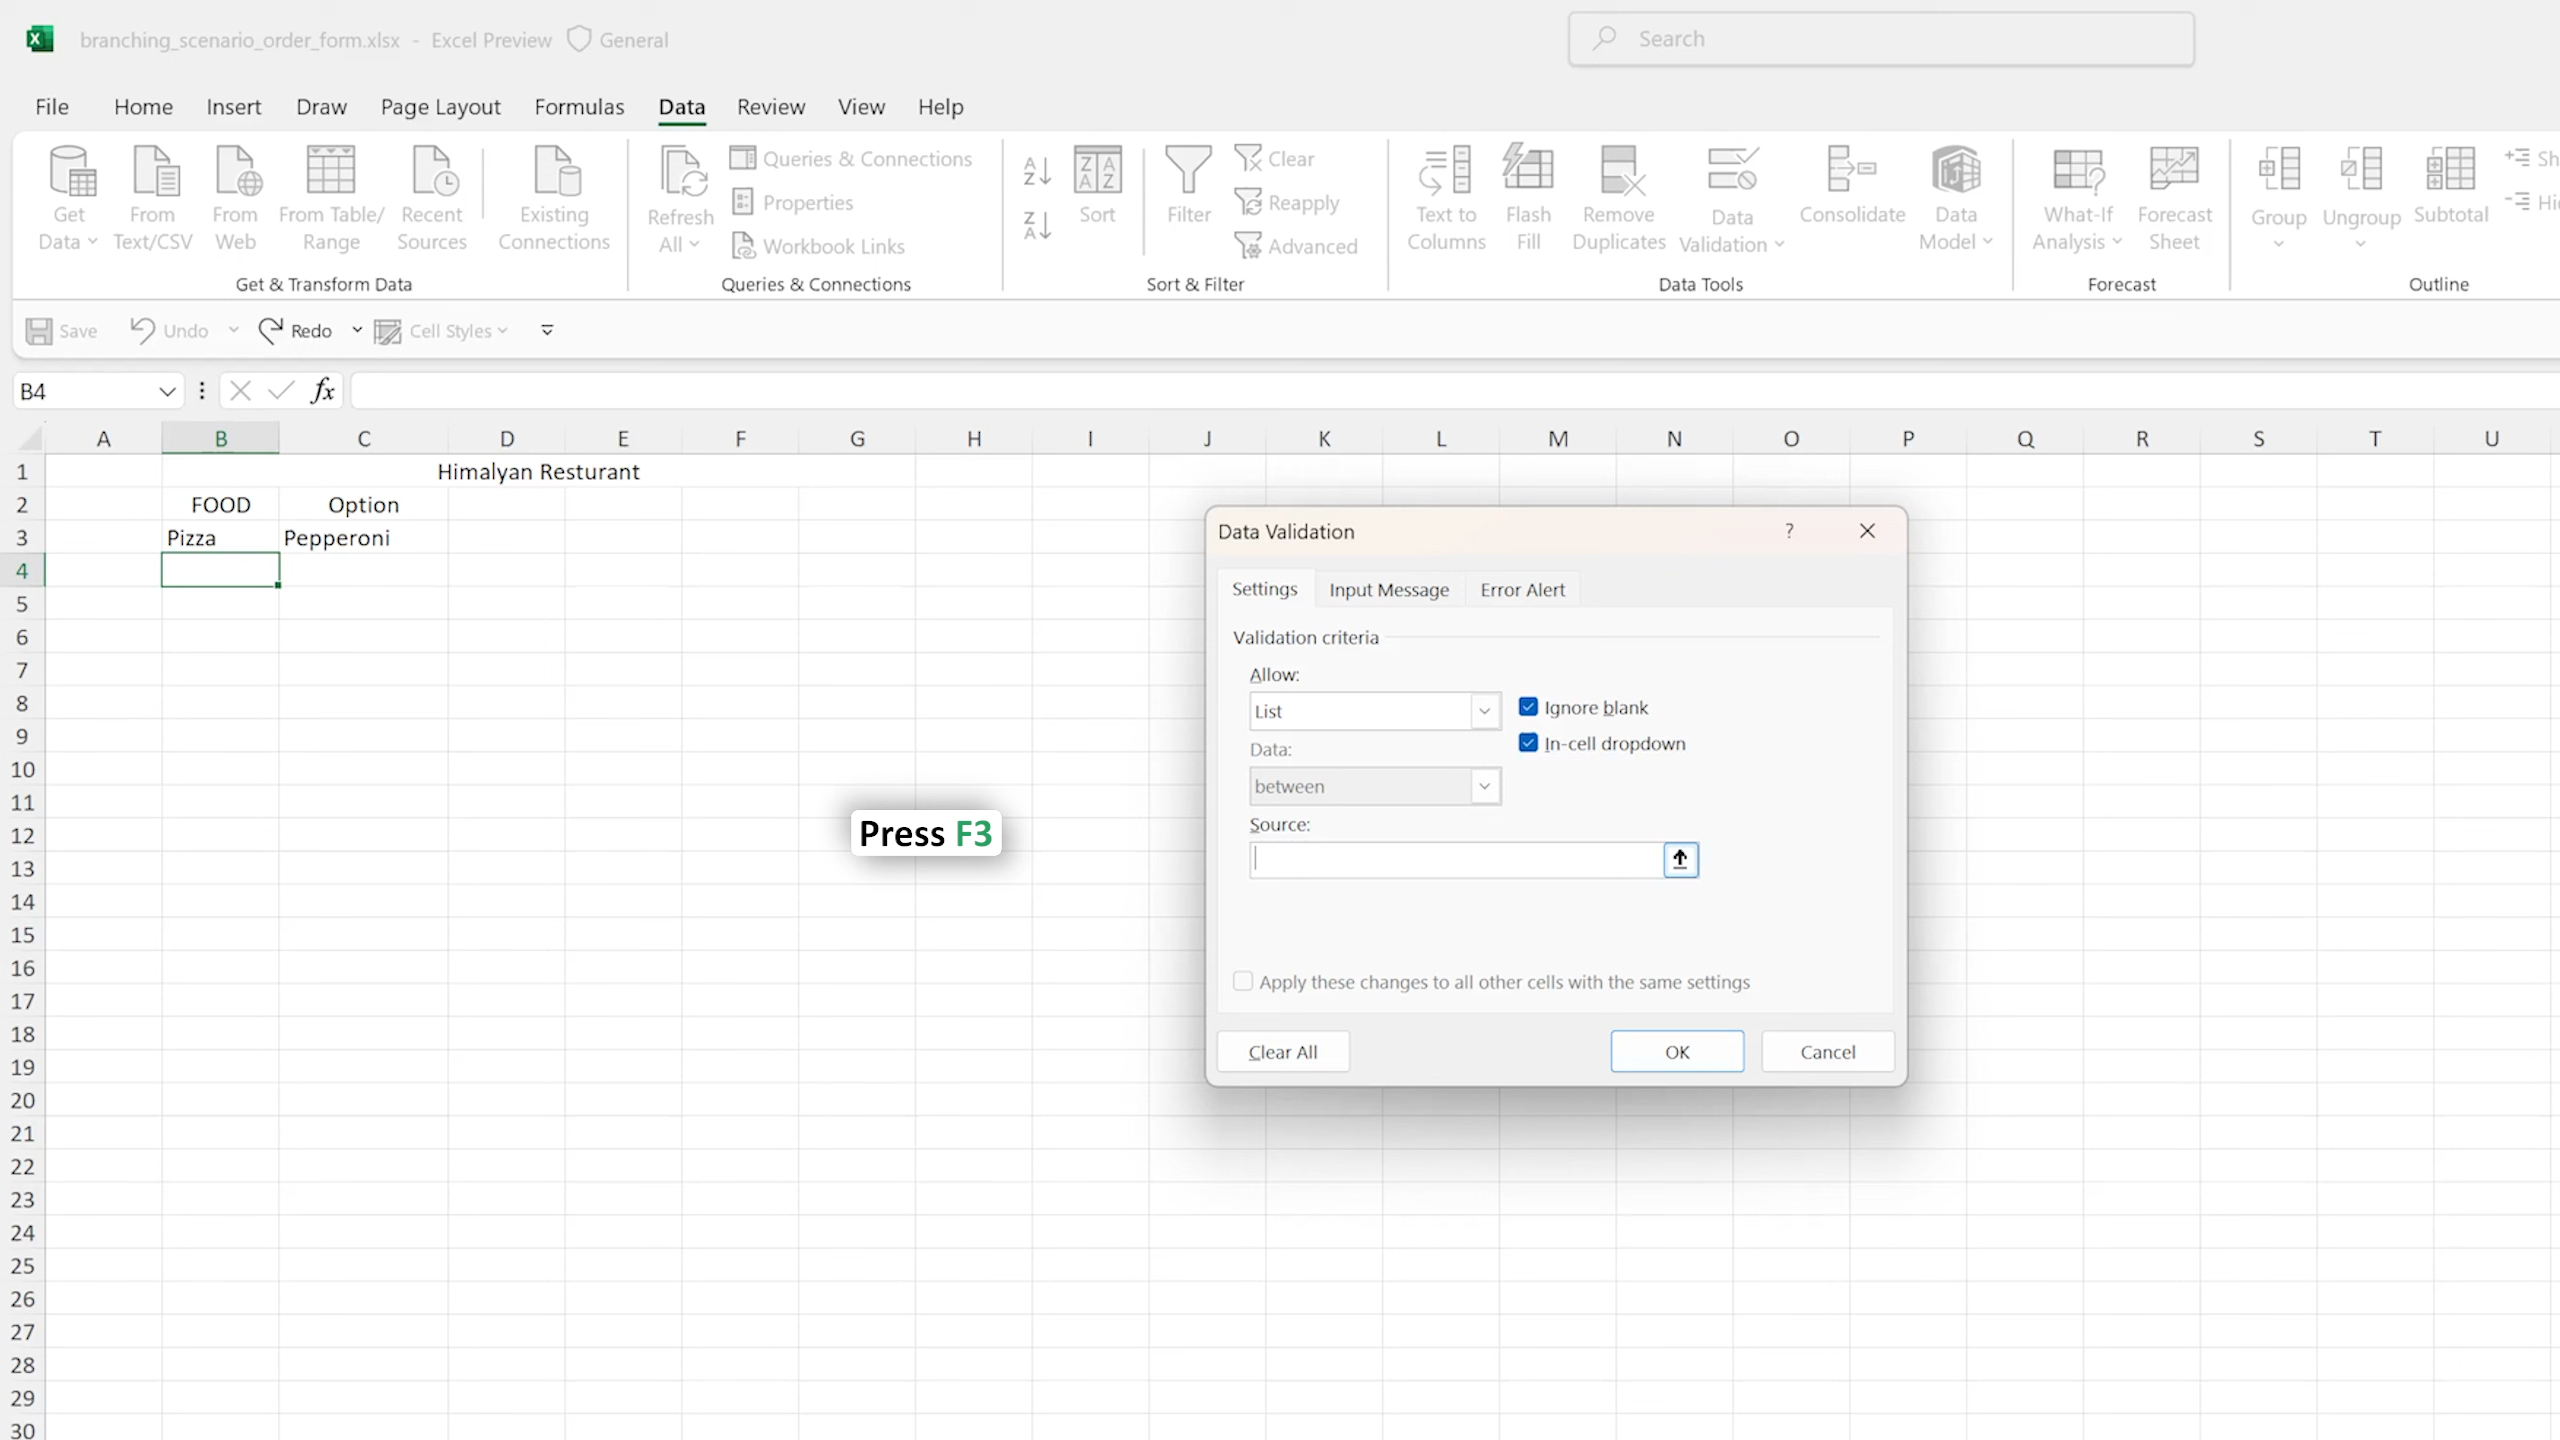 branching_scenario_order_form.xlsx - Excel Preview General
Search
File Home Insert Draw Page Layout Formulas Data Review View Help
Get Data
From Text/CSV
From Web
From Table/ Range
Recent Sources
Existing Connections
Get & Transform Data
Refresh All
Queries & Connections
Properties
Workbook Links
Queries & Connections
Sort
Filter
Clear
Reapply
Advanced
Sort & Filter
Text to Columns
Flash Fill
Remove Duplicates
Data Validation
Consolidate
Data Model
Data Tools
What-If Analysis
Forecast Sheet
Forecast
Group
Ungroup
Subtotal
Outline
Save Undo Redo Cell Styles
B4 fx
A B C D E F G H I J K L M N O P Q R S T U
1 Himalyan Resturant
2 FOOD Option
3 Pizza Pepperoni
4
5
6
7
8
9
10
11
12
13
14
15
16
17
18
19
20
21
22
23
24
25
26
27
28
29
30
Press F3
Data Validation ?
Settings Input Message Error Alert
Validation criteria
Allow:
List
Ignore blank
Data:
In-cell dropdown
between
Source:
Apply these changes to all other cells with the same settings
Clear All OK Cancel